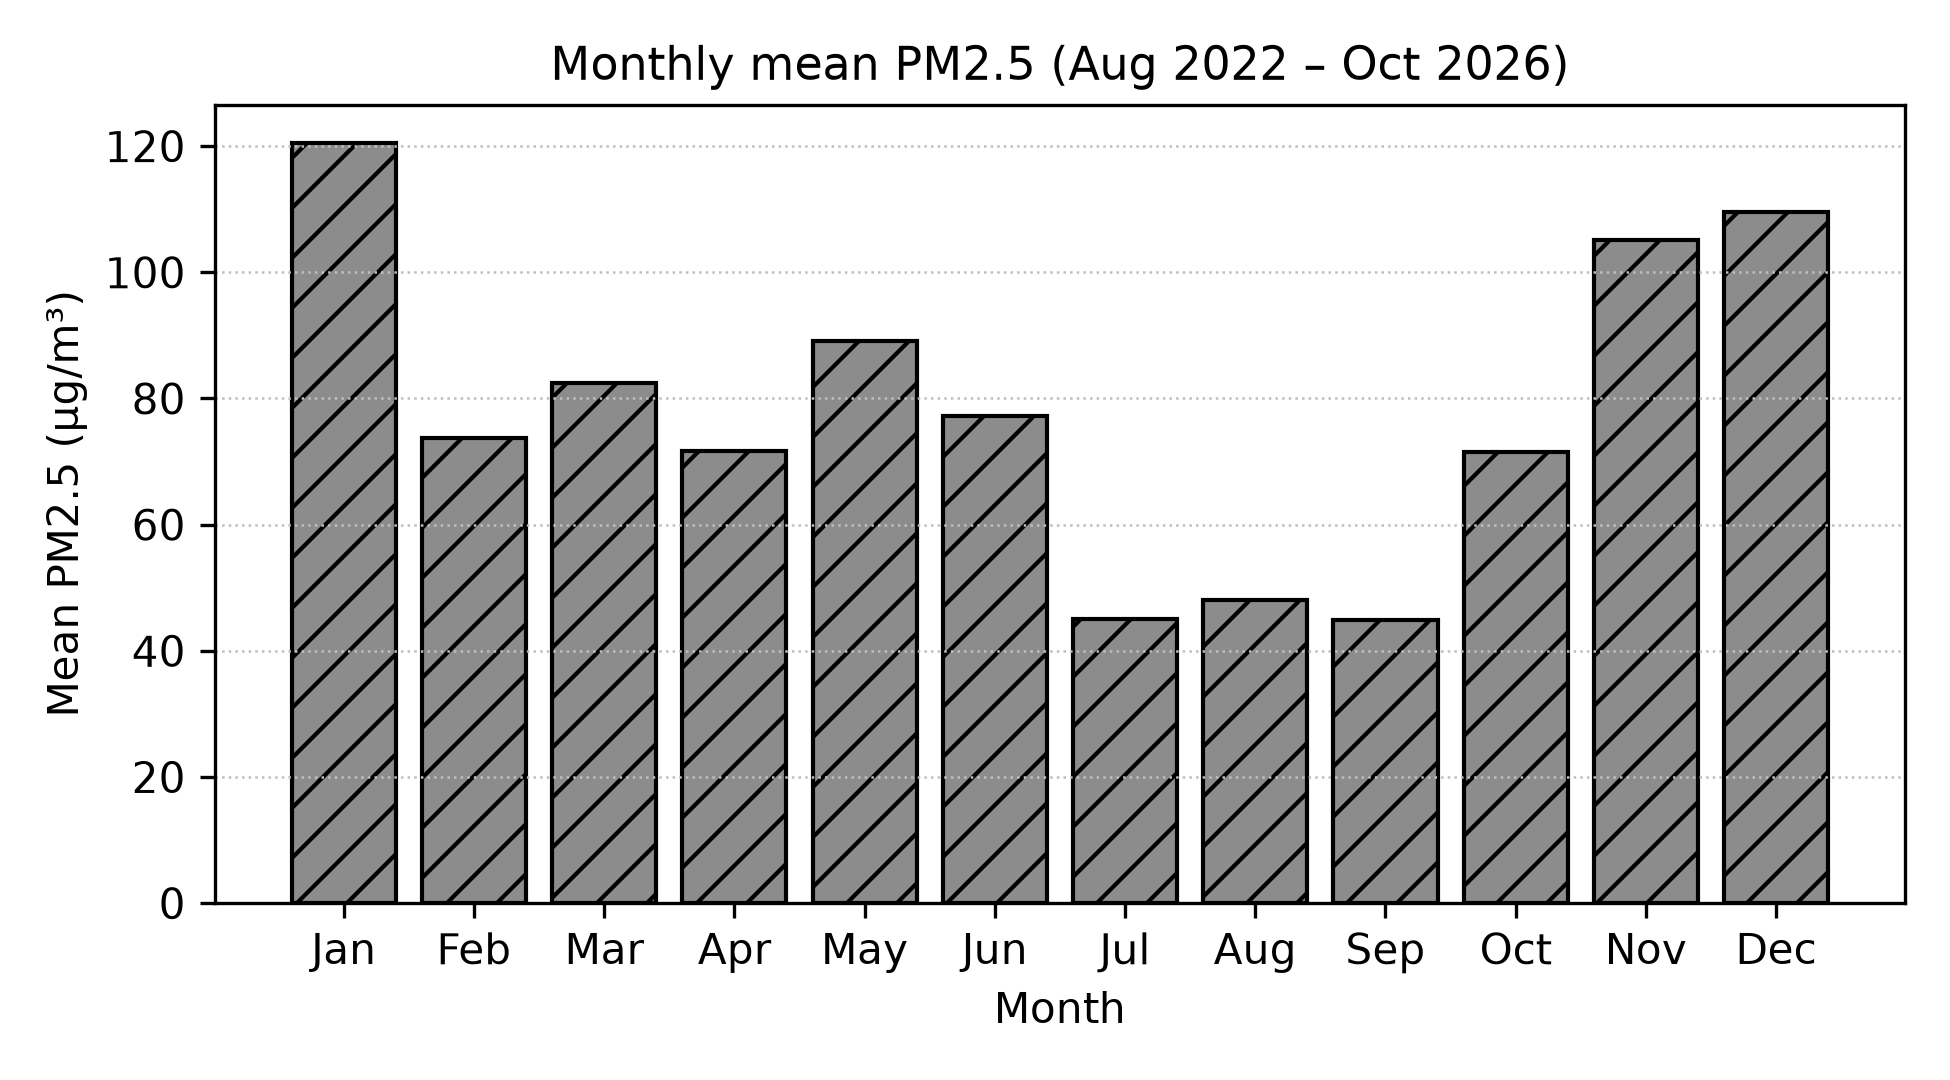 Monthly mean PM2.5 (Aug 2022 – Oct 2026)
Mean PM2.5 (µg/m³)
120
100
80
60
40
20
0
Jan Feb Mar Apr May Jun Jul Aug Sep Oct Nov Dec
Month